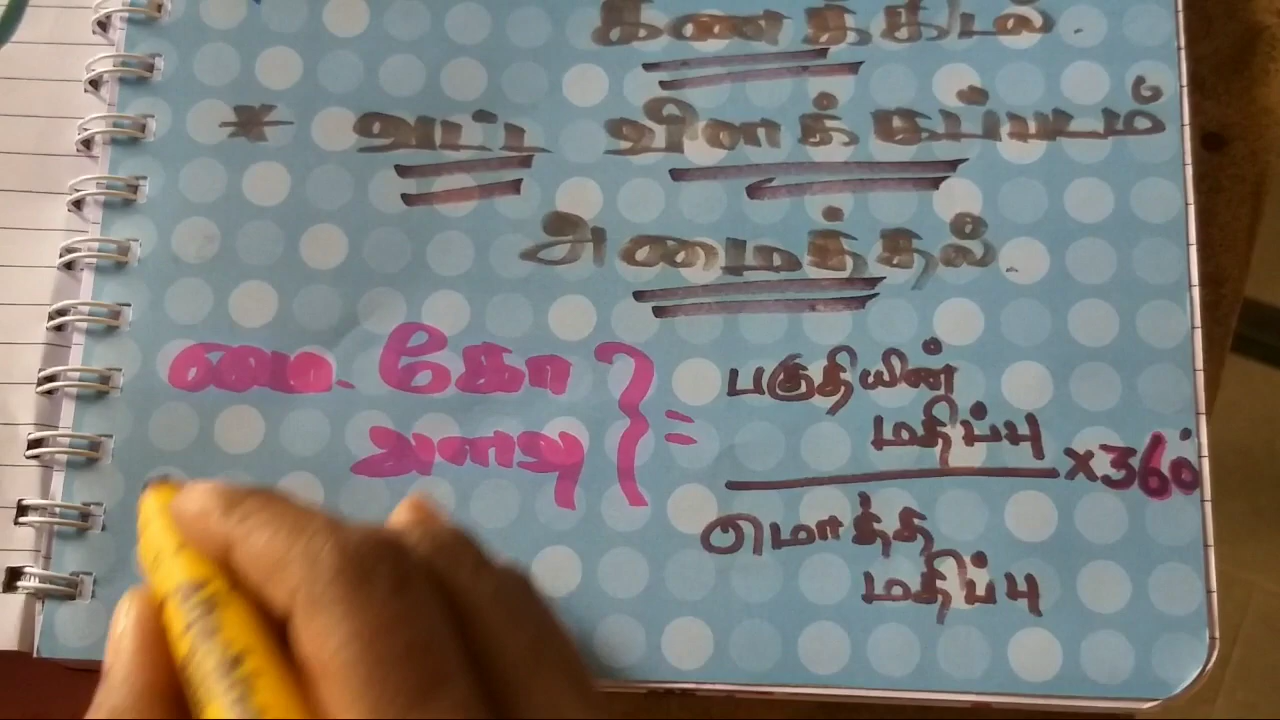 கணக்கிடல்.
* வட்ட விளக்கப்படம்
அமைத்தல்.
மை. கோ
அளவு } =
பகுதியின்
மதிப்பு
x360°
மொத்த
மதிப்பு